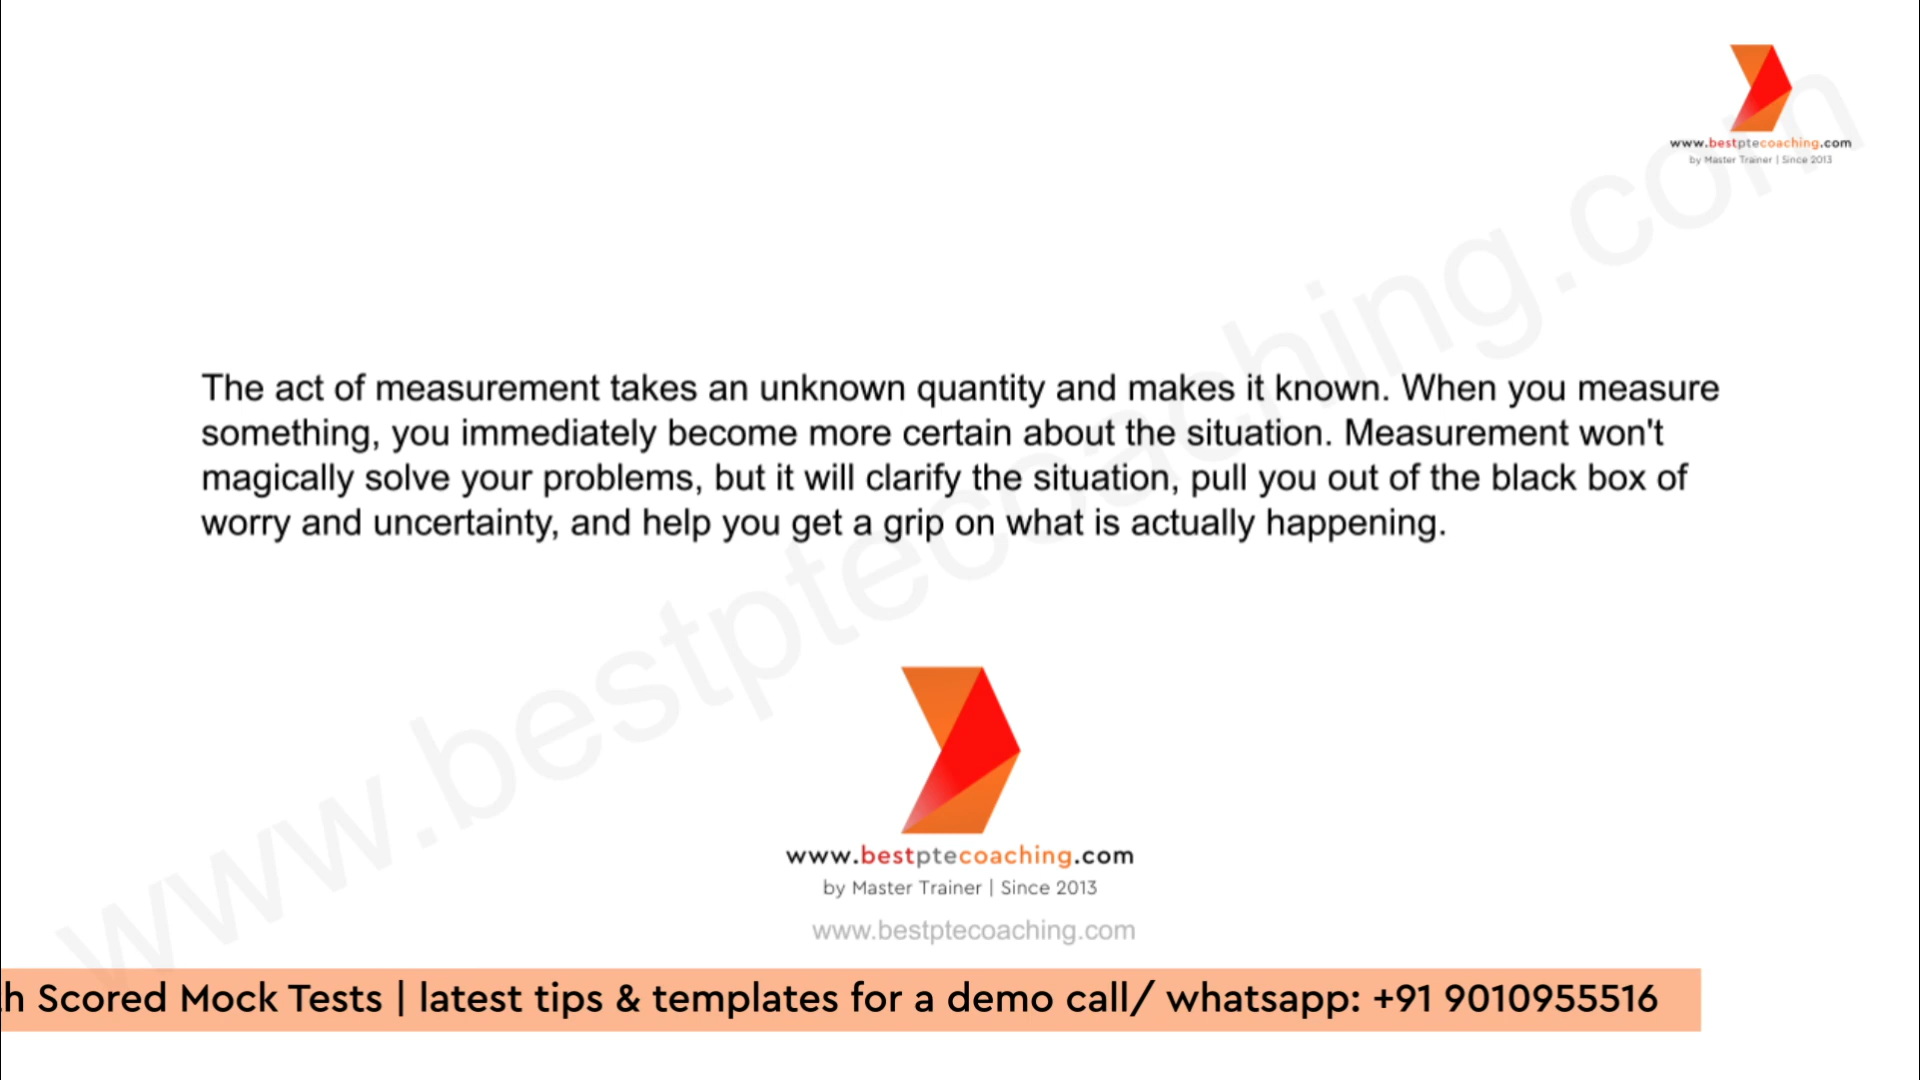 www.bestptecoaching.com
by Master Trainer | Since 2013
The act of measurement takes an unknown quantity and makes it known. When you measure
something, you immediately become more certain about the situation. Measurement won't
magically solve your problems, but it will clarify the situation, pull you out of the black box of
worry and uncertainty, and help you get a grip on what is actually happening.
www.bestptecoaching.com
www.bestptecoaching.com
by Master Trainer | Since 2013
www.bestptecoaching.com
h Scored Mock Tests | latest tips & templates for a demo call/ whatsapp: +91 9010955516